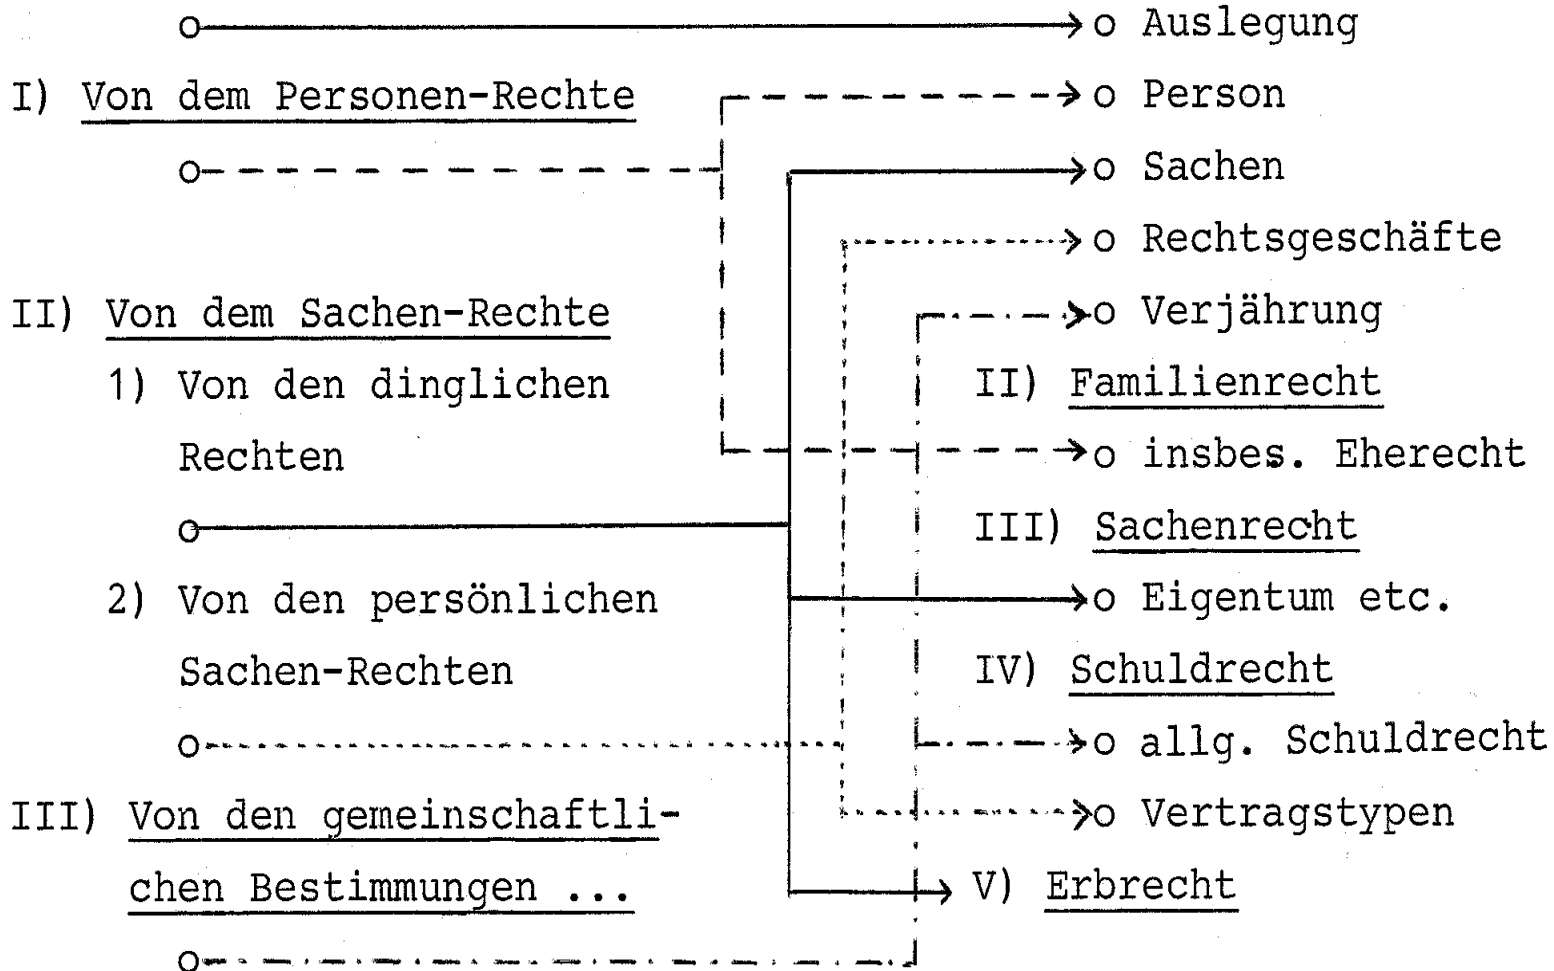 o Auslegung
I) Von dem Personen-Rechte
o Person
o Sachen
o Rechtsgeschäfte
II) Von dem Sachen-Rechte
o Verjährung
1) Von den dinglichen
II) Familienrecht
Rechten
o insbes. Eherecht
III) Sachenrecht
2) Von den persönlichen
o Eigentum etc.
Sachen-Rechten
IV) Schuldrecht
o allg. Schuldrecht
III) Von den gemeinschaftli-
o Vertragstypen
chen Bestimmungen ...
V) Erbrecht